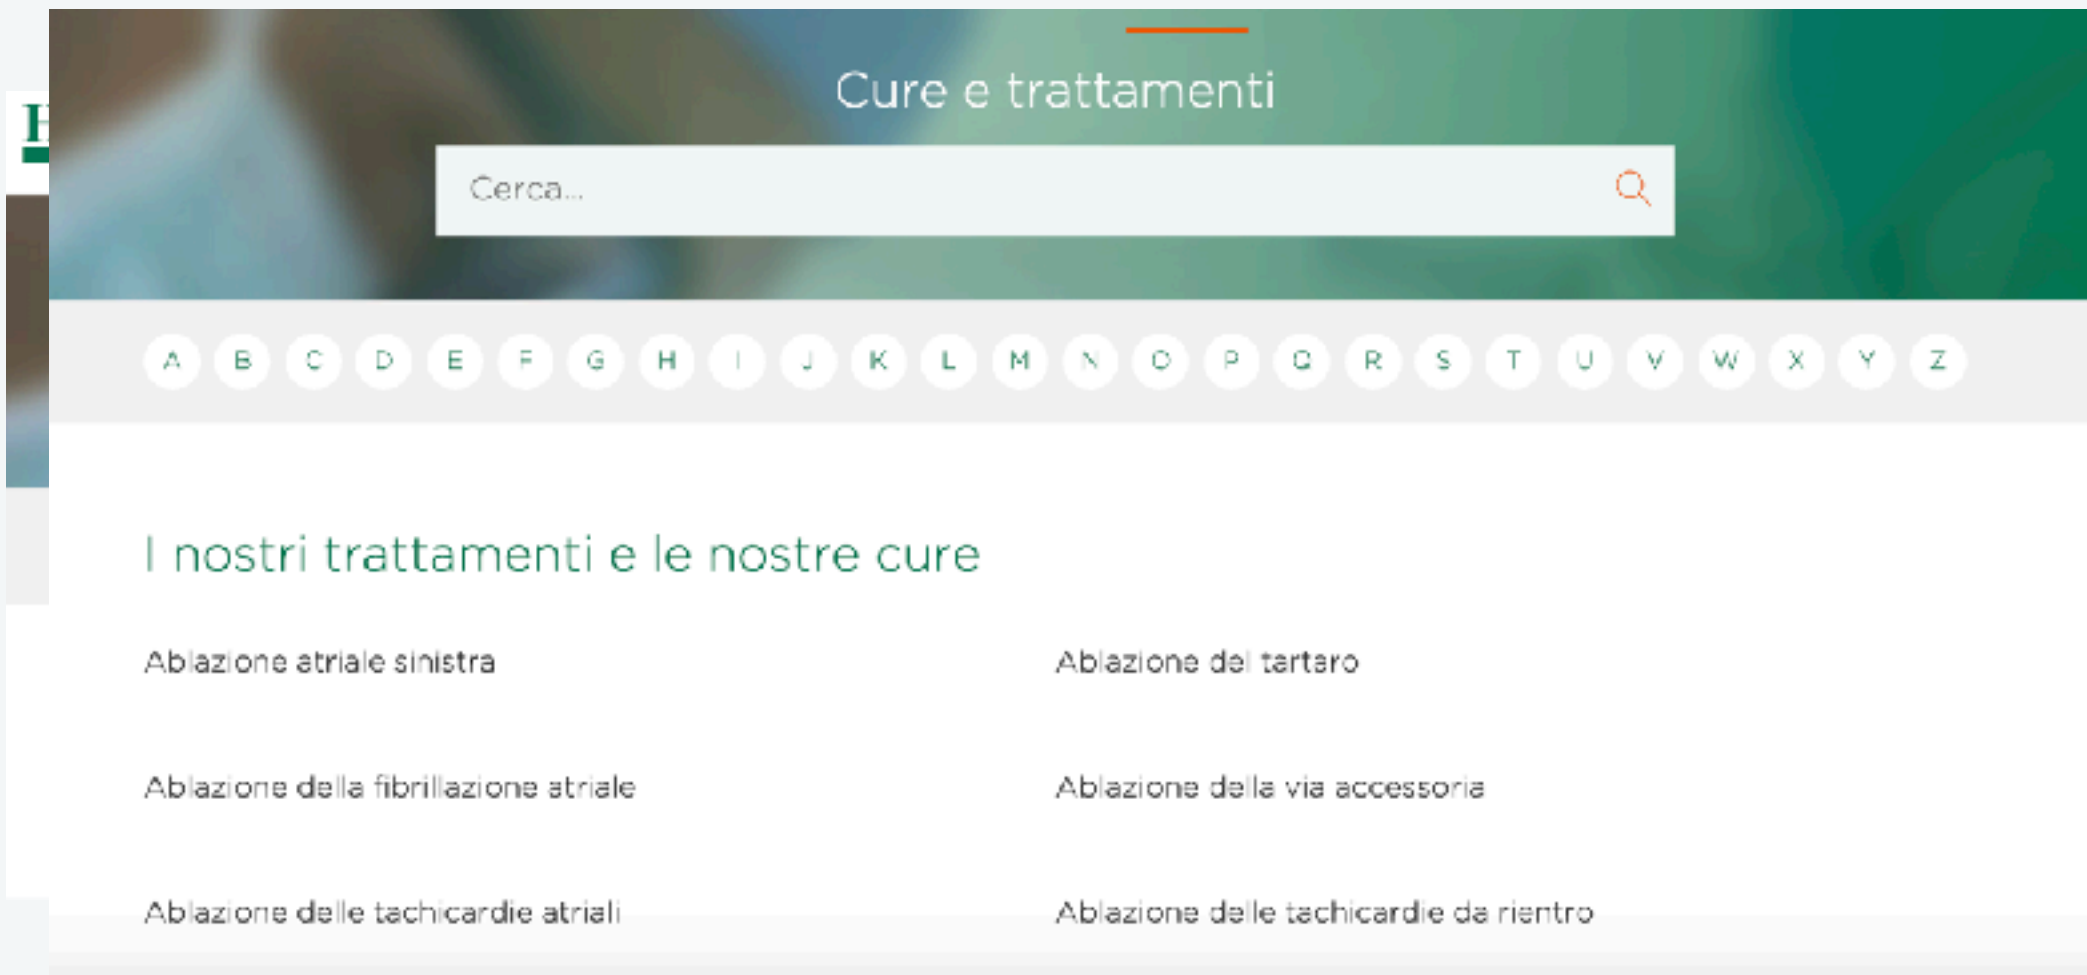 Cure e trattamenti
H
Cerca...
A B C D E F G H I J K L M N O P Q R S T U V W X Y Z
I nostri trattamenti e le nostre cure
Ablazione atriale sinistra
Ablazione del tartaro
Ablazione della fibrillazione atriale
Ablazione della via accessoria
Ablazione delle tachicardie atriali
Ablazione delle tachicardie da rientro